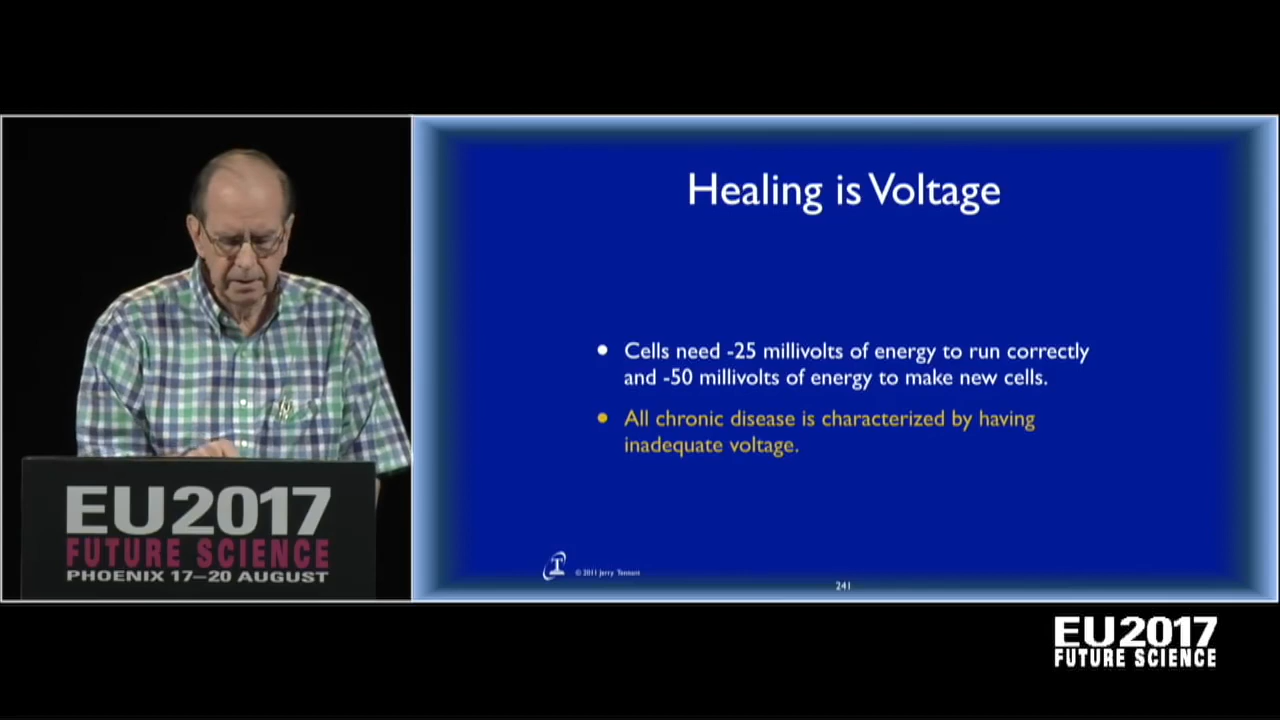 Healing is Voltage
Cells need -25 millivolts of energy to run correctly
and -50 millivolts of energy to make new cells.
All chronic disease is characterized by having
inadequate voltage.
T
© 2011 Jerry Tennant
241
EU2017
FUTURE SCIENCE
PHOENIX 17–20 AUGUST
EU2017
FUTURE SCIENCE